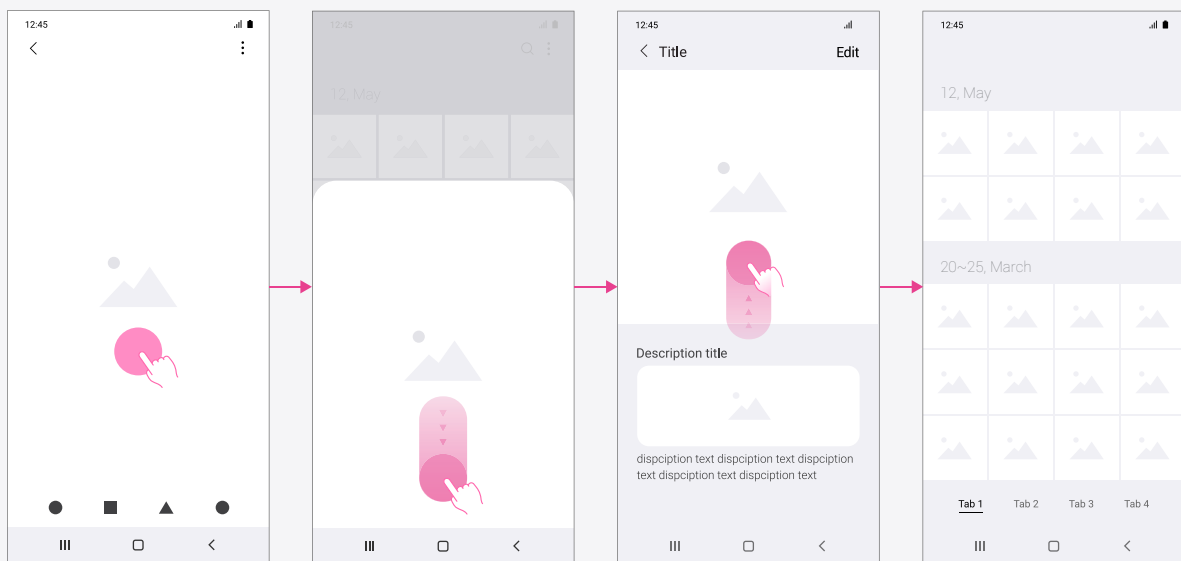 12:45
12:45
12, May
12:45
Title
Edit
Description title
dispciption text dispciption text dispciption
text dispciption text dispciption text
12:45
12, May
20~25, March
Tab 1
Tab 2
Tab 3
Tab 4